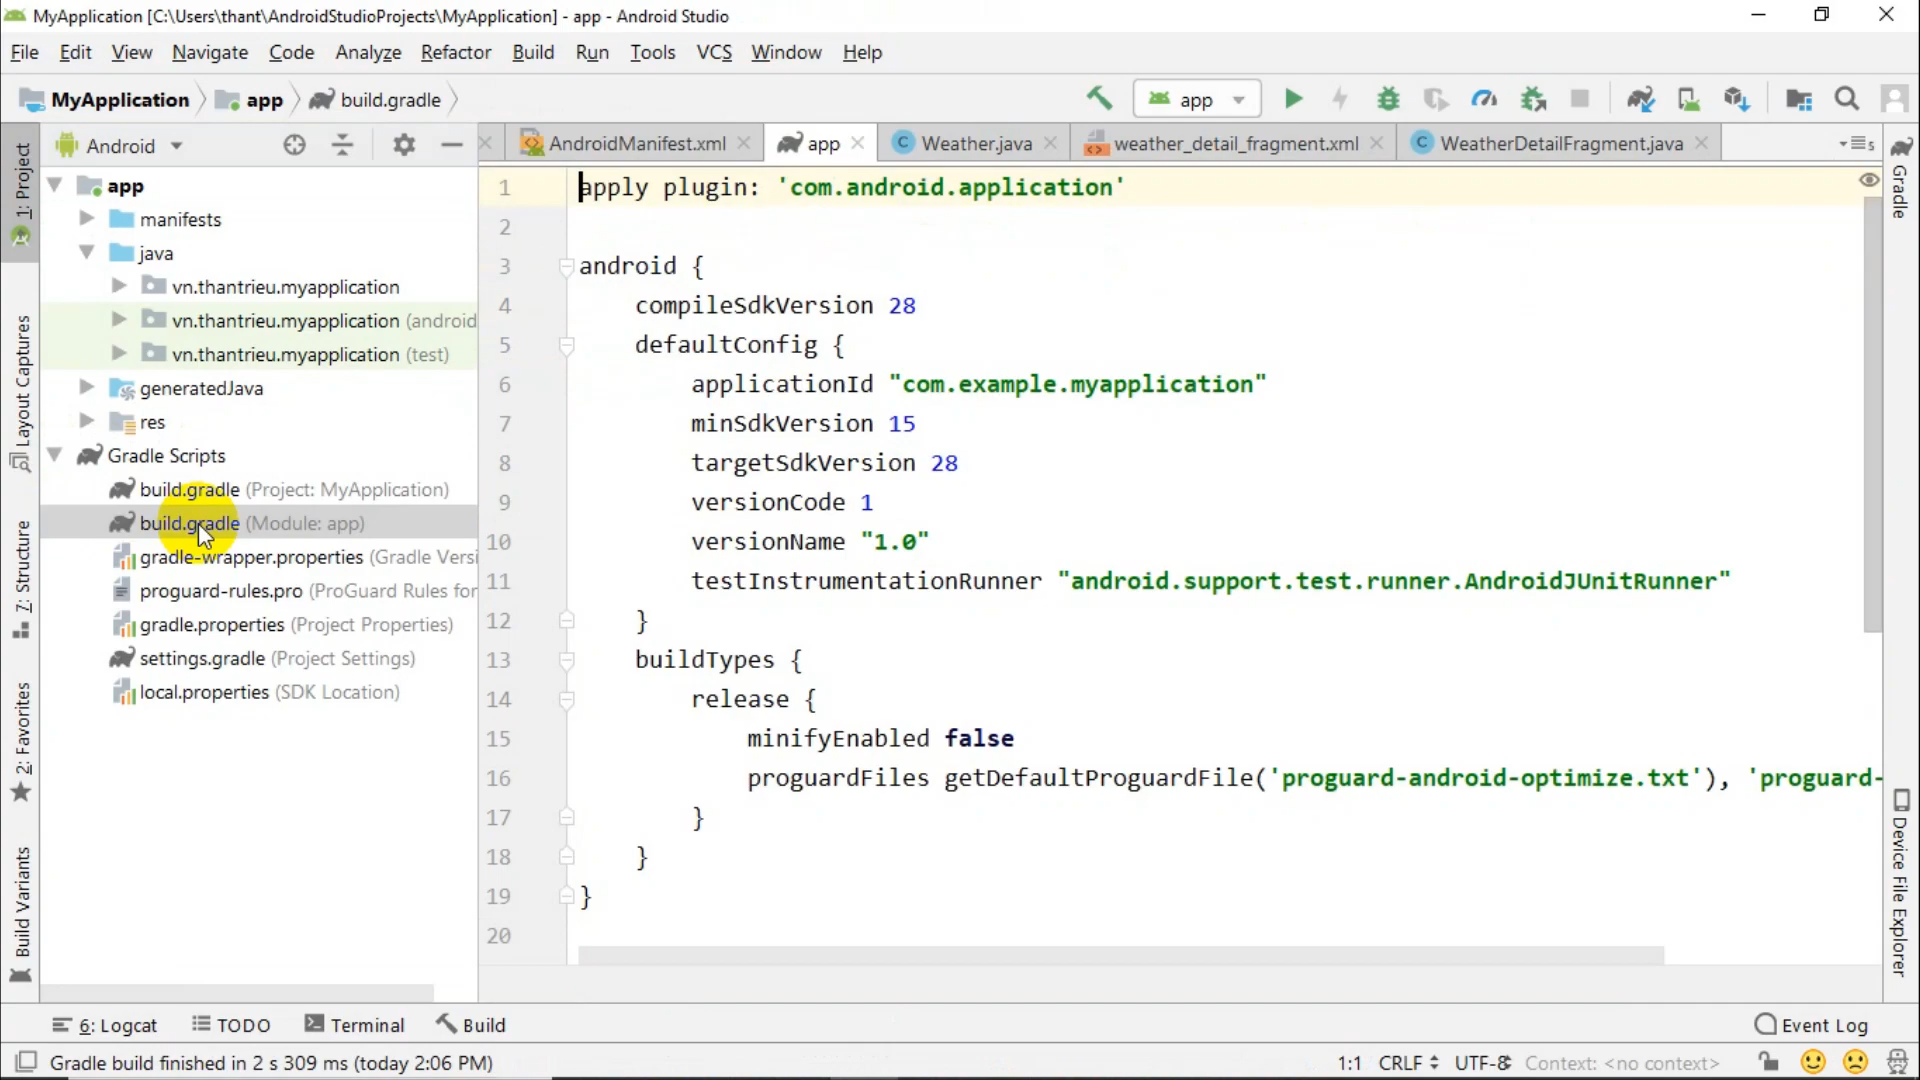 MyApplication [C:\Users\thant\AndroidStudioProjects\MyApplication] - app - Android Studio
File Edit View Navigate Code Analyze Refactor Build Run Tools VCS Window Help
MyApplication app build.gradle
app
Android
AndroidManifest.xml app Weather.java weather_detail_fragment.xml WeatherDetailFragment.java
1: Project
Layout Captures
7: Structure
2: Favorites
Build Variants
app
manifests
java
vn.thantrieu.myapplication
vn.thantrieu.myapplication (android
vn.thantrieu.myapplication (test)
generatedJava
res
Gradle Scripts
build.gradle (Project: MyApplication)
build.gradle (Module: app)
gradle-wrapper.properties (Gradle Versi
proguard-rules.pro (ProGuard Rules for
gradle.properties (Project Properties)
settings.gradle (Project Settings)
local.properties (SDK Location)
1 apply plugin: 'com.android.application'
2
3 android {
4 compileSdkVersion 28
5 defaultConfig {
6 applicationId "com.example.myapplication"
7 minSdkVersion 15
8 targetSdkVersion 28
9 versionCode 1
10 versionName "1.0"
11 testInstrumentationRunner "android.support.test.runner.AndroidJUnitRunner"
12 }
13 buildTypes {
14 release {
15 minifyEnabled false
16 proguardFiles getDefaultProguardFile('proguard-android-optimize.txt'), 'proguard-
17 }
18 }
19 }
20
Gradle
Device File Explorer
6: Logcat TODO Terminal Build Event Log
Gradle build finished in 2 s 309 ms (today 2:06 PM) 1:1 CRLF UTF-8 Context: <no context>